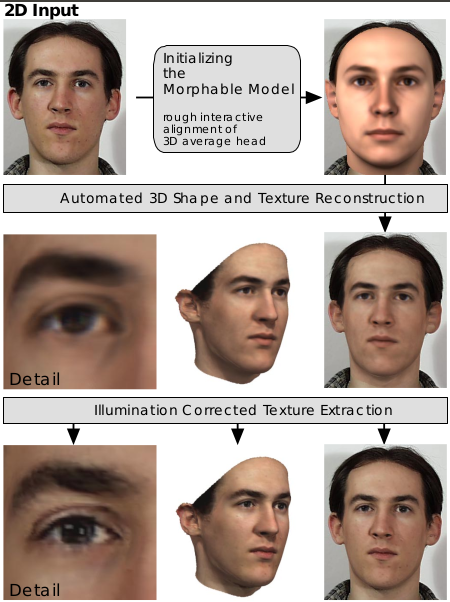 2D Input
Initializing
the
Morphable Model
rough interactive
alignment of
3D average head
Automated 3D Shape and Texture Reconstruction
Detail
Illumination Corrected Texture Extraction
Detail